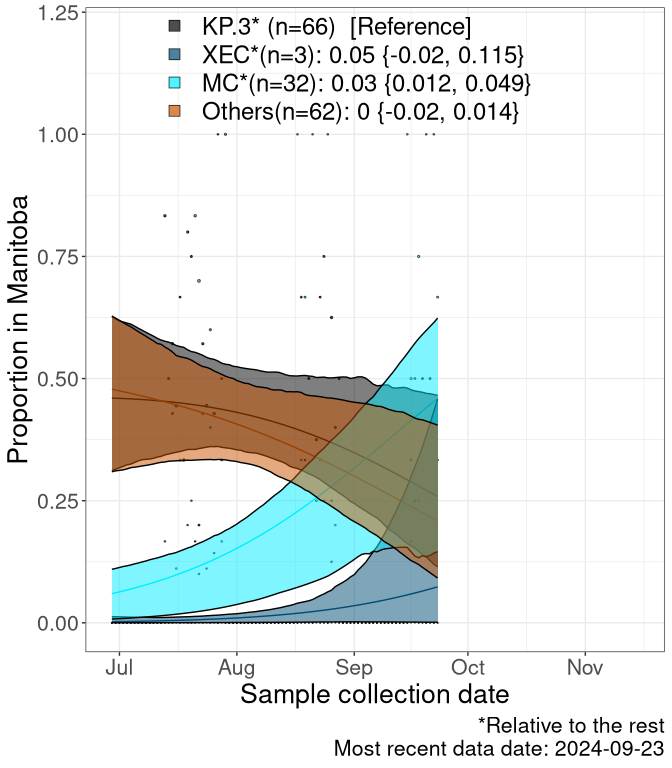 KP.3* (n=66)  [Reference]
XEC*(n=3): 0.05 {-0.02, 0.115}
MC*(n=32): 0.03 {0.012, 0.049}
Others(n=62): 0 {-0.02, 0.014}
1.25
1.00
0.75
0.50
0.25
0.00
Proportion in Manitoba
Jul Aug Sep Oct Nov
Sample collection date
*Relative to the rest
Most recent data date: 2024-09-23